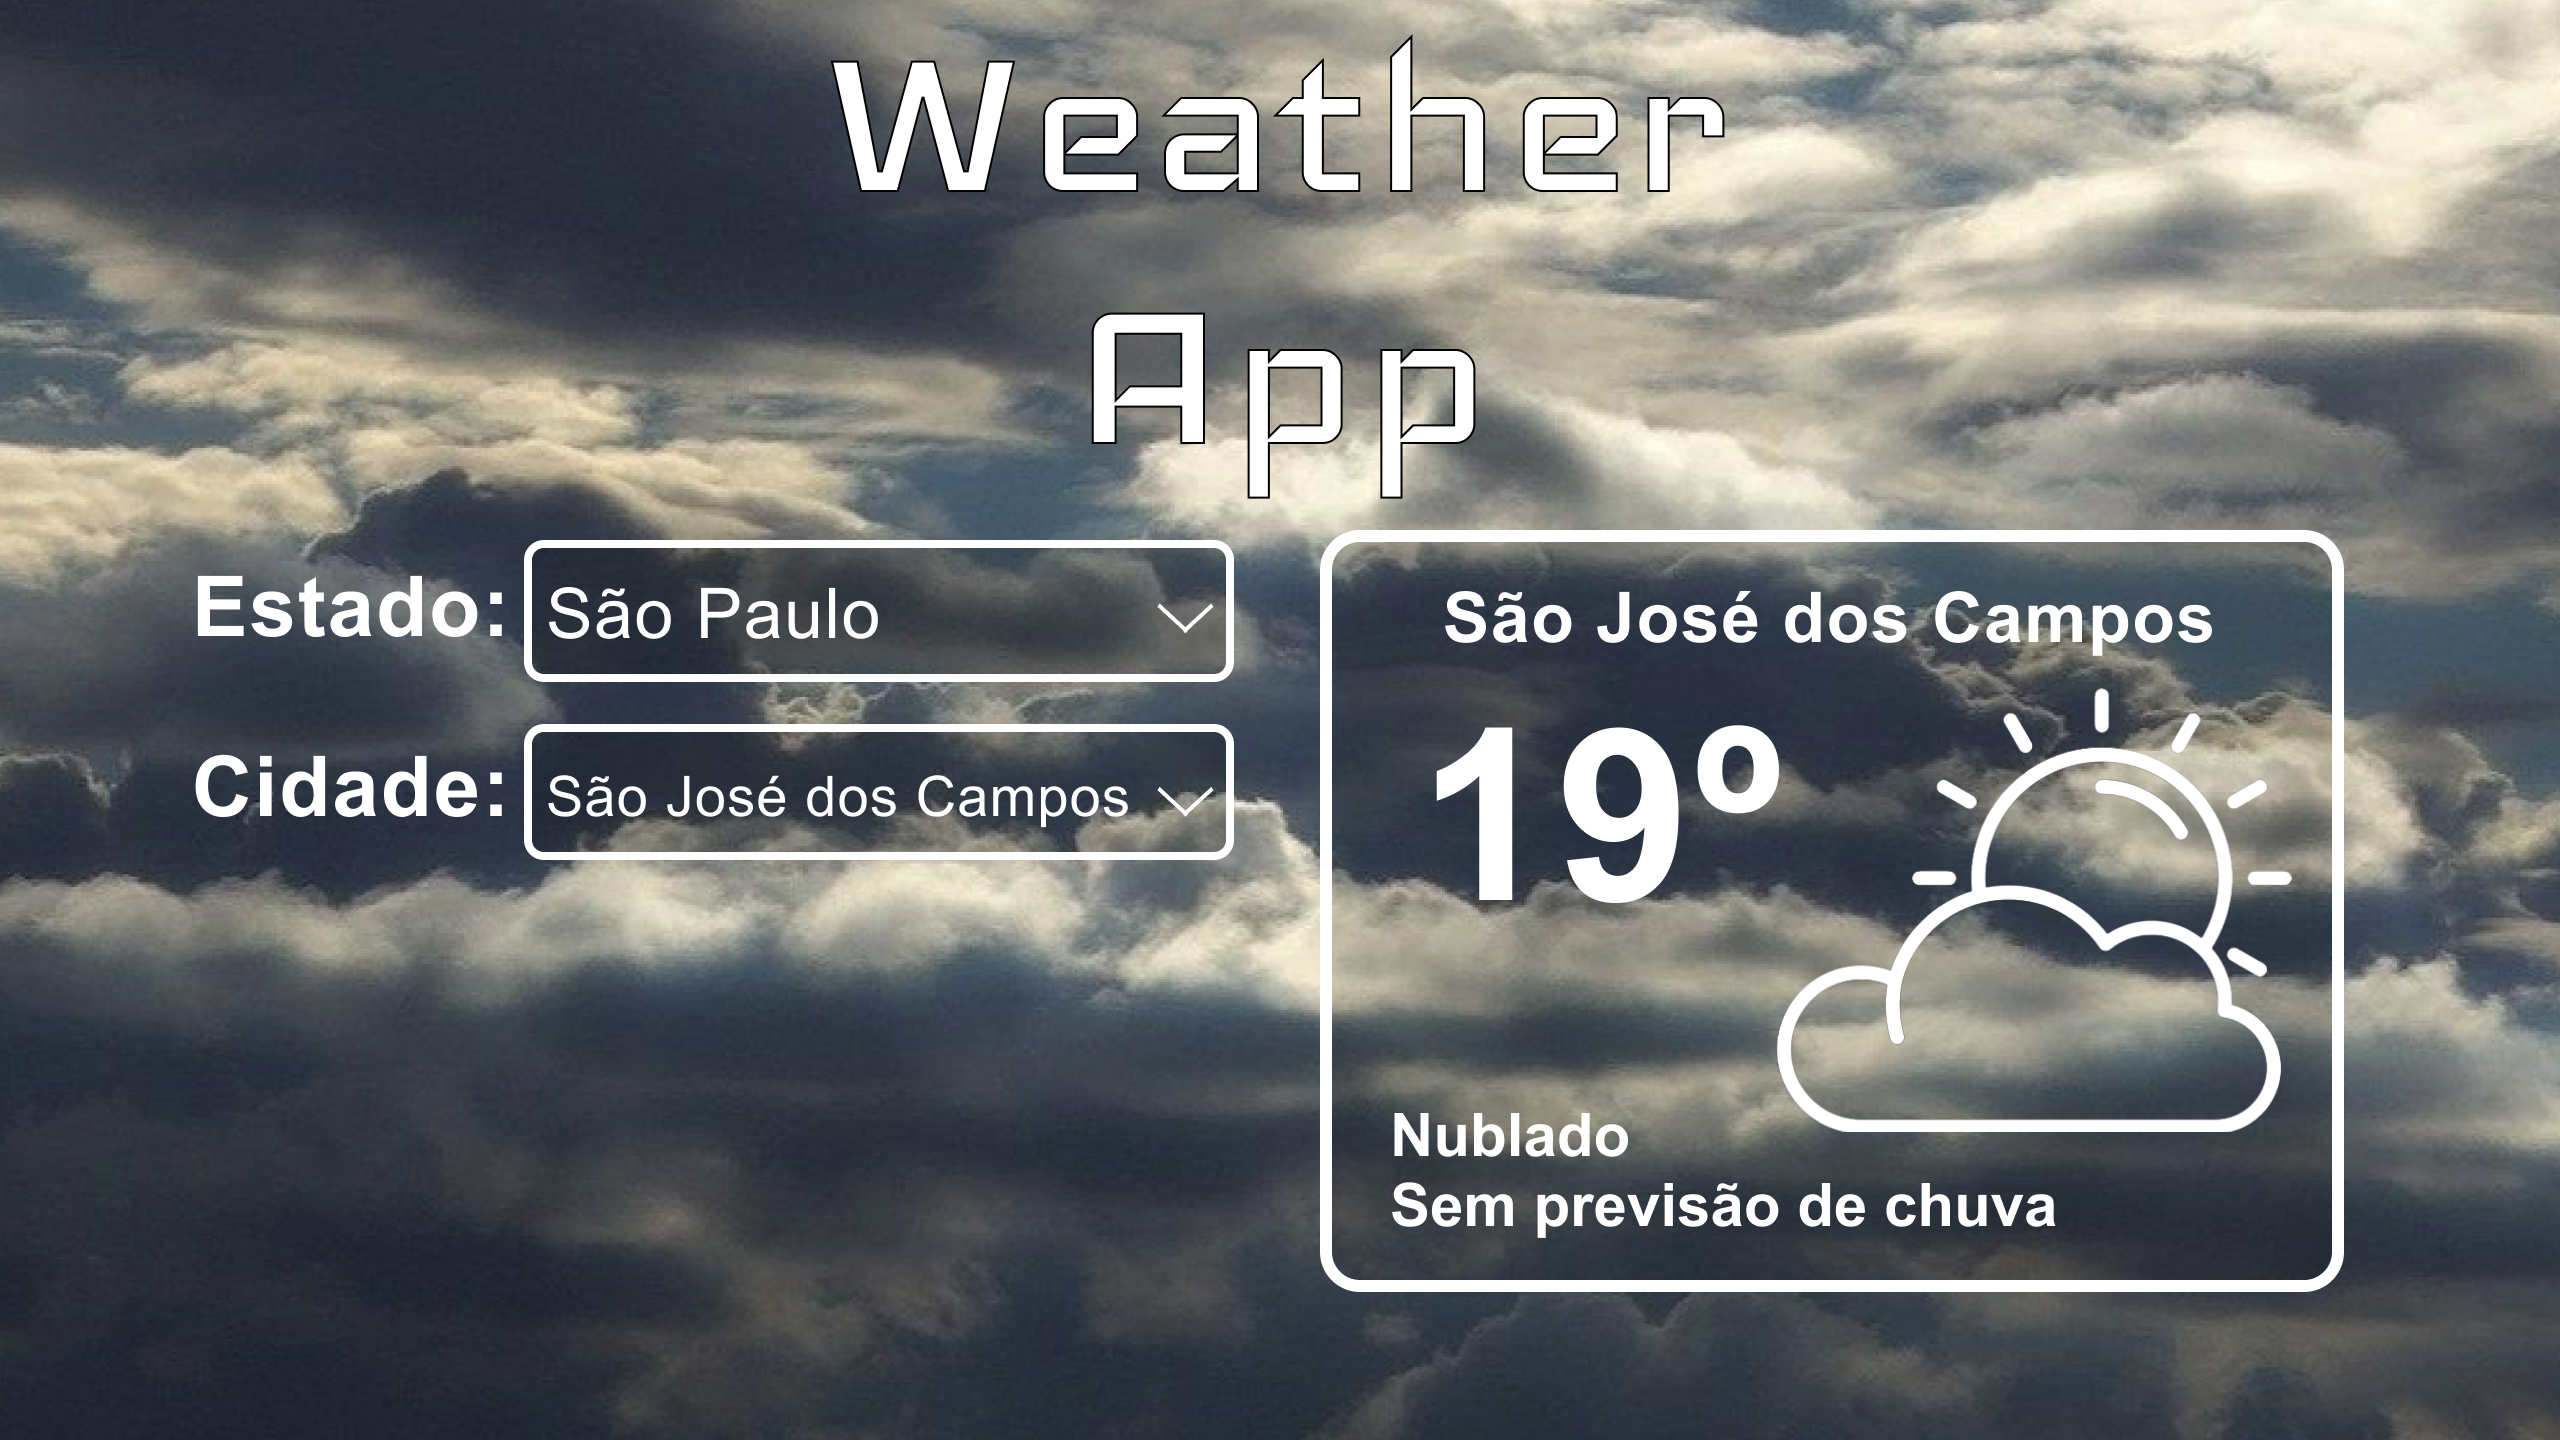 Weather
App
Estado:
São Paulo
Cidade:
São José dos Campos
São José dos Campos
19º
Nublado
Sem previsão de chuva